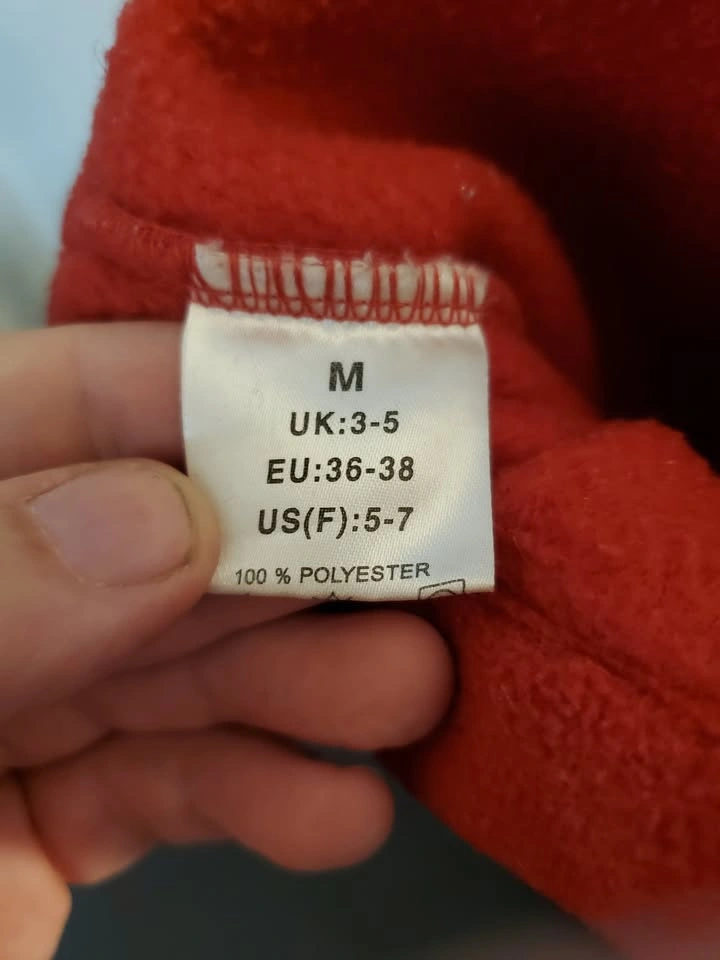 M
UK:3-5
EU:36-38
US(F):5-7
100 % POLYESTER